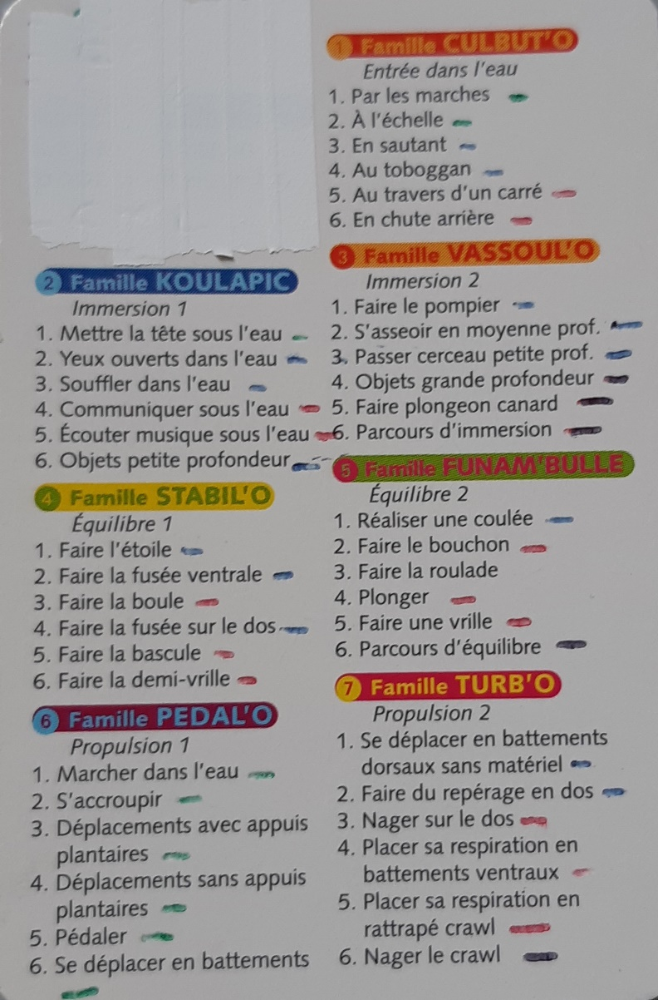 1 Famille CULBUT'O
Entrée dans l'eau
1. Par les marches
2. À l'échelle
3. En sautant
4. Au toboggan
5. Au travers d'un carré
6. En chute arrière
2 Famille KOULAPIC
Immersion 1
1. Mettre la tête sous l'eau
2. Yeux ouverts dans l'eau
3. Souffler dans l'eau
4. Communiquer sous l'eau
5. Écouter musique sous l'eau
6. Objets petite profondeur
3 Famille VASSOUL'O
Immersion 2
1. Faire le pompier
2. S'asseoir en moyenne prof.
3. Passer cerceau petite prof.
4. Objets grande profondeur
5. Faire plongeon canard
6. Parcours d'immersion
4 Famille STABIL'O
Équilibre 1
1. Faire l'étoile
2. Faire la fusée ventrale
3. Faire la boule
4. Faire la fusée sur le dos
5. Faire la bascule
6. Faire la demi-vrille
5 Famille FUNAM'BULLE
Équilibre 2
1. Réaliser une coulée
2. Faire le bouchon
3. Faire la roulade
4. Plonger
5. Faire une vrille
6. Parcours d'équilibre
6 Famille PEDAL'O
Propulsion 1
1. Marcher dans l'eau
2. S'accroupir
3. Déplacements avec appuis
plantaires
4. Déplacements sans appuis
plantaires
5. Pédaler
6. Se déplacer en battements
7 Famille TURB'O
Propulsion 2
1. Se déplacer en battements
dorsaux sans matériel
2. Faire du repérage en dos
3. Nager sur le dos
4. Placer sa respiration en
battements ventraux
5. Placer sa respiration en
rattrapé crawl
6. Nager le crawl